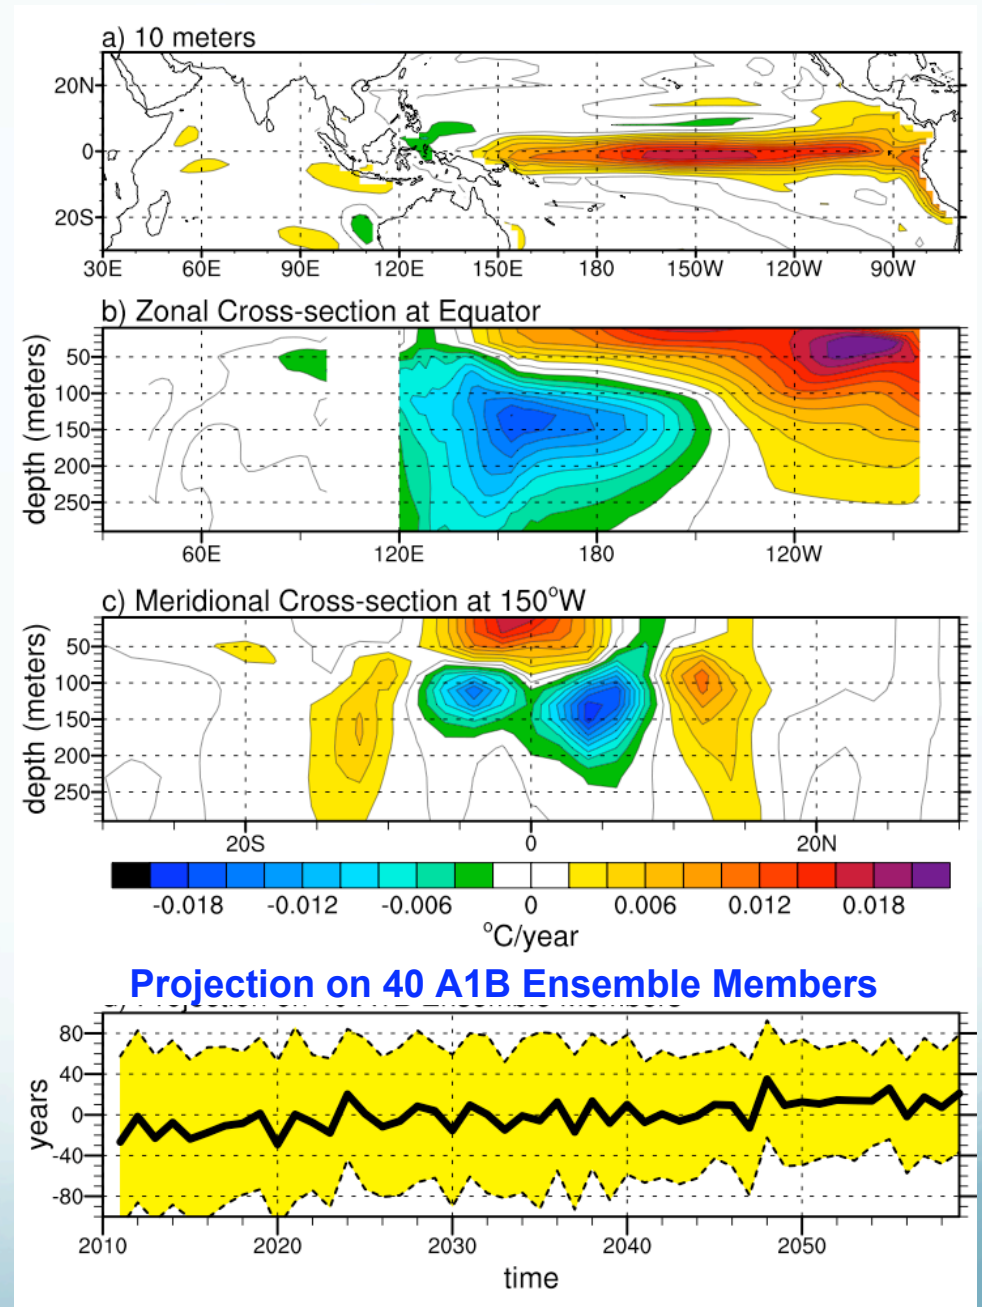 a) 10 meters
20N
0
20S
30E 60E 90E 120E 150E 180 150W 120W 90W
b) Zonal Cross-section at Equator
depth (meters)
50
100
150
200
250
60E 120E 180 120W
c) Meridional Cross-section at 150°W
depth (meters)
50
100
150
200
250
20S 0 20N
-0.018 -0.012 -0.006 0 0.006 0.012 0.018
°C/year
Projection on 40 A1B Ensemble Members
years
80
40
0
-40
-80
2010 2020 2030 2040 2050
time